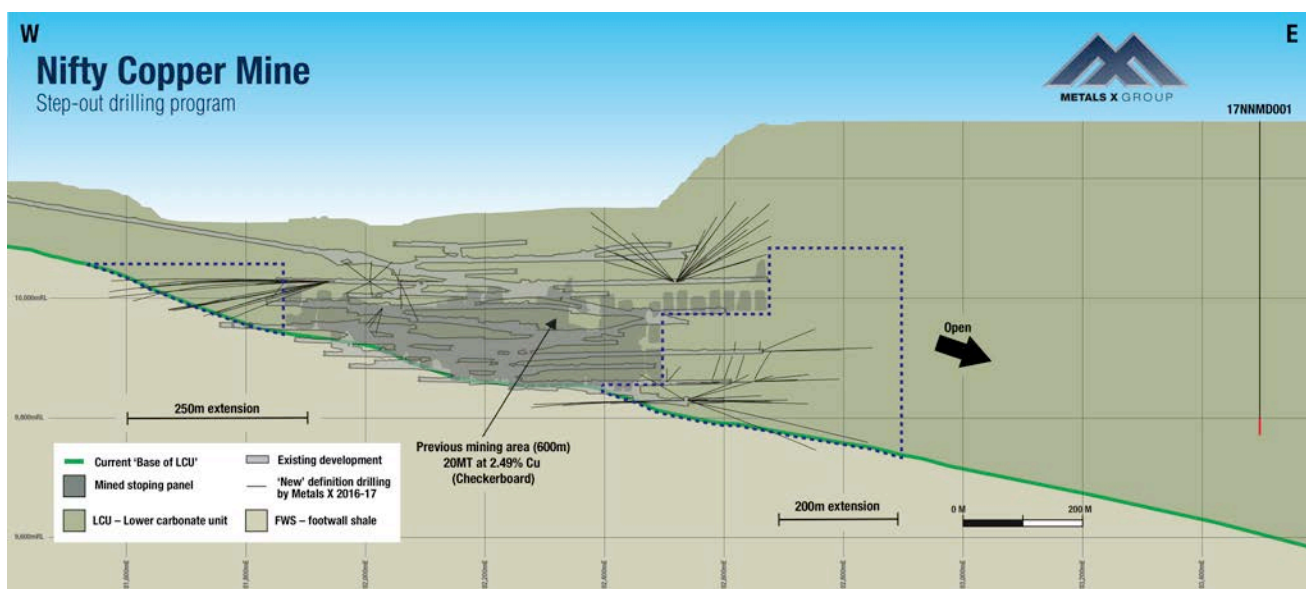 W
E
Nifty Copper Mine
Step-out drilling program
METALS X GROUP
17NNMD001
10,000mRL
Open
9,800mRL
250m extension
Previous mining area (600m)
20MT at 2.49% Cu
(Checkerboard)
Current 'Base of LCU'
Existing development
Mined stoping panel
'New' definition drilling
by Metals X 2016-17
LCU – Lower carbonate unit
FWS – footwall shale
200m extension
0 M
200 M
9,600mRL